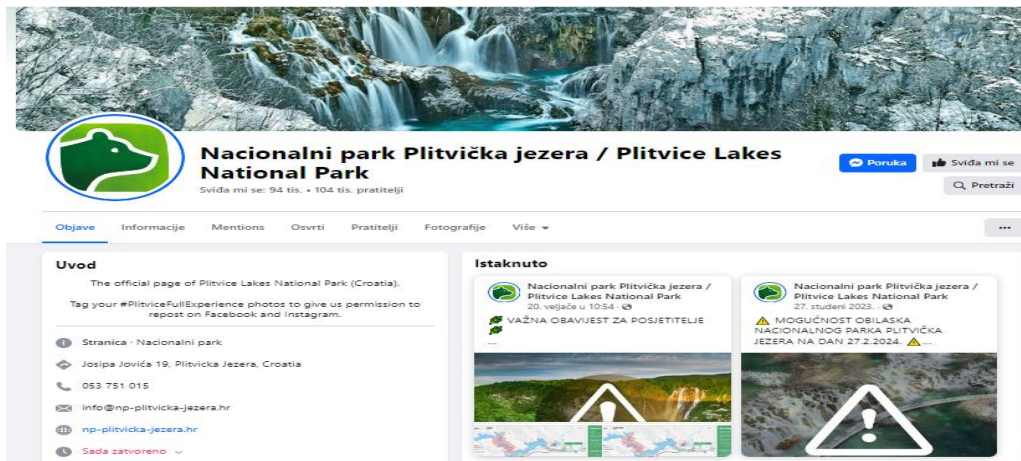 Nacionalni park Plitvička jezera / Plitvice Lakes
National Park
Sviđa mi se: 94 tis. • 104 tis. pratitelji
Poruka
Sviđa mi se
Pretraži
Objave Informacije Mentions Osvrti Pratitelji Fotografije Više
Uvod
The official page of Plitvice Lakes National Park (Croatia).
Tag your #PlitviceFullExperience photos to give us permission to
repost on Facebook and Instagram.
Stranica · Nacionalni park
Josipa Jovića 19, Plitvicka Jezera, Croatia
053 751 015
info@np-plitvicka-jezera.hr
np-plitvicka-jezera.hr
Sada zatvoreno
Istaknuto
Nacionalni park Plitvička jezera /
Plitvice Lakes National Park
20. veljače u 10:54 ·
VAŽNA OBAVIJEST ZA POSJETITELJE
...
Nacionalni park Plitvička jezera /
Plitvice Lakes National Park
27. studeni 2023. ·
MOGUĆNOST OBILASKA
NACIONALNOG PARKA PLITVIČKA
JEZERA NA DAN 27.2.2024. ...